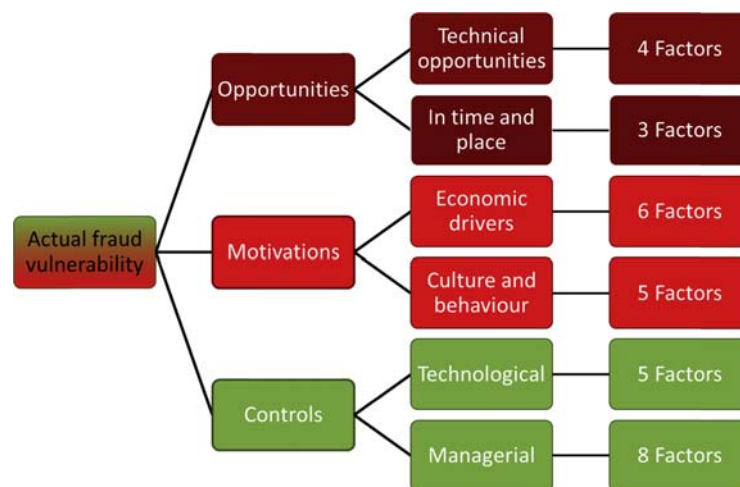 Technical
opportunities
4 Factors
Opportunities
In time and
place
3 Factors
Economic
drivers
6 Factors
Actual fraud
vulnerability
Motivations
Culture and
behaviour
5 Factors
Technological
5 Factors
Controls
Managerial
8 Factors